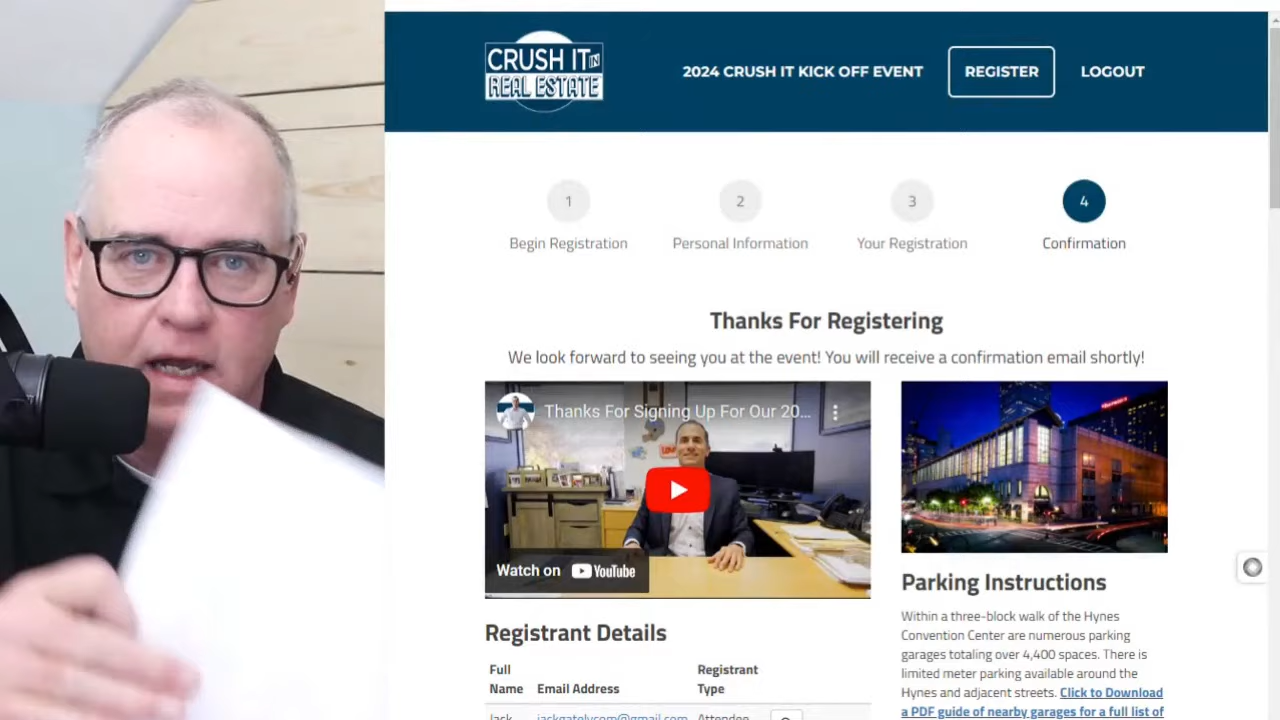 CRUSH IT IN
REAL ESTATE
2024 CRUSH IT KICK OFF EVENT
REGISTER
LOGOUT
1
2
3
4
Begin Registration
Personal Information
Your Registration
Confirmation
Thanks For Registering
We look forward to seeing you at the event! You will receive a confirmation email shortly!
Thanks For Signing Up For Our 20...
Watch on YouTube
Parking Instructions
Within a three-block walk of the Hynes
Convention Center are numerous parking
garages totaling over 4,400 spaces. There is
limited meter parking available around the
Hynes and adjacent streets. Click to Download
a PDF guide of nearby garages for a full list of
Registrant Details
Full
Name
Email Address
Registrant
Type
Jack
jackgatelycom@gmail.com
Attendee